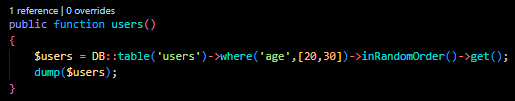 1 reference | 0 overrides
public function users()
{
$users = DB::table('users')->where('age',[20,30])->inRandomOrder()->get();
dump($users);
}